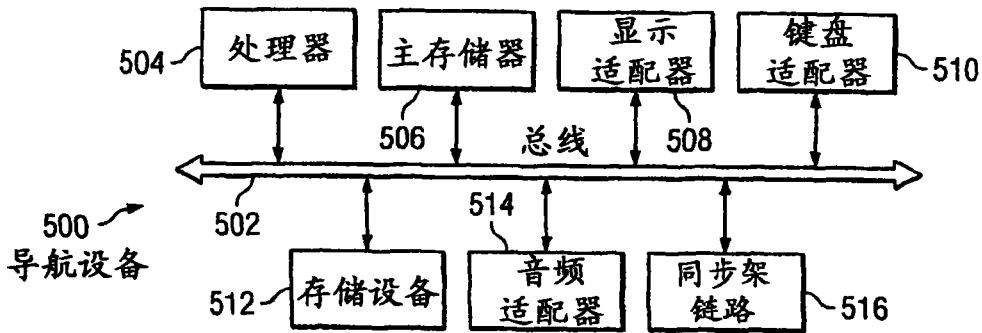 504
处理器
主存储器
506
显示
适配器
508
键盘
适配器
510
总线
502
500
导航设备
512
存储设备
514
音频
适配器
同步架
链路
516